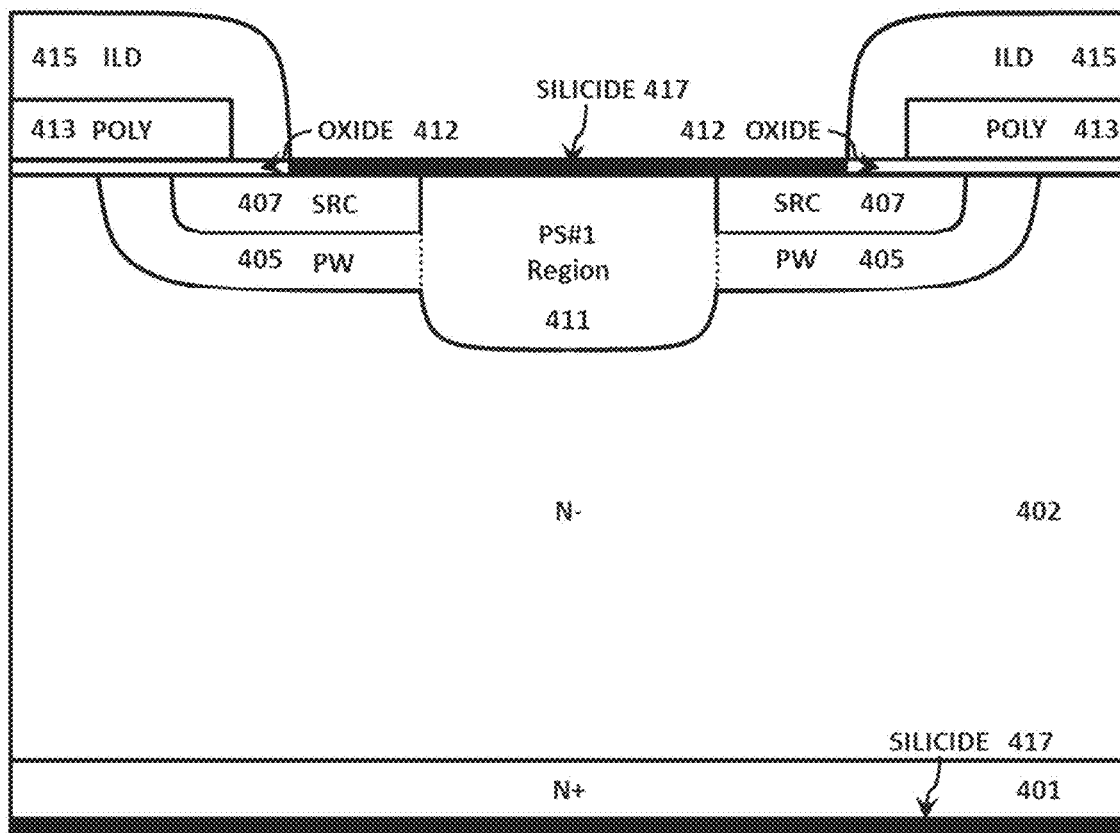 415 ILD
ILD 415
SILICIDE 417
413 POLY
OXIDE 412
412 OXIDE
POLY 413
407 SRC
SRC 407
PS#1
Region
411
405 PW
PW 405
N-
402
SILICIDE 417
N+
401